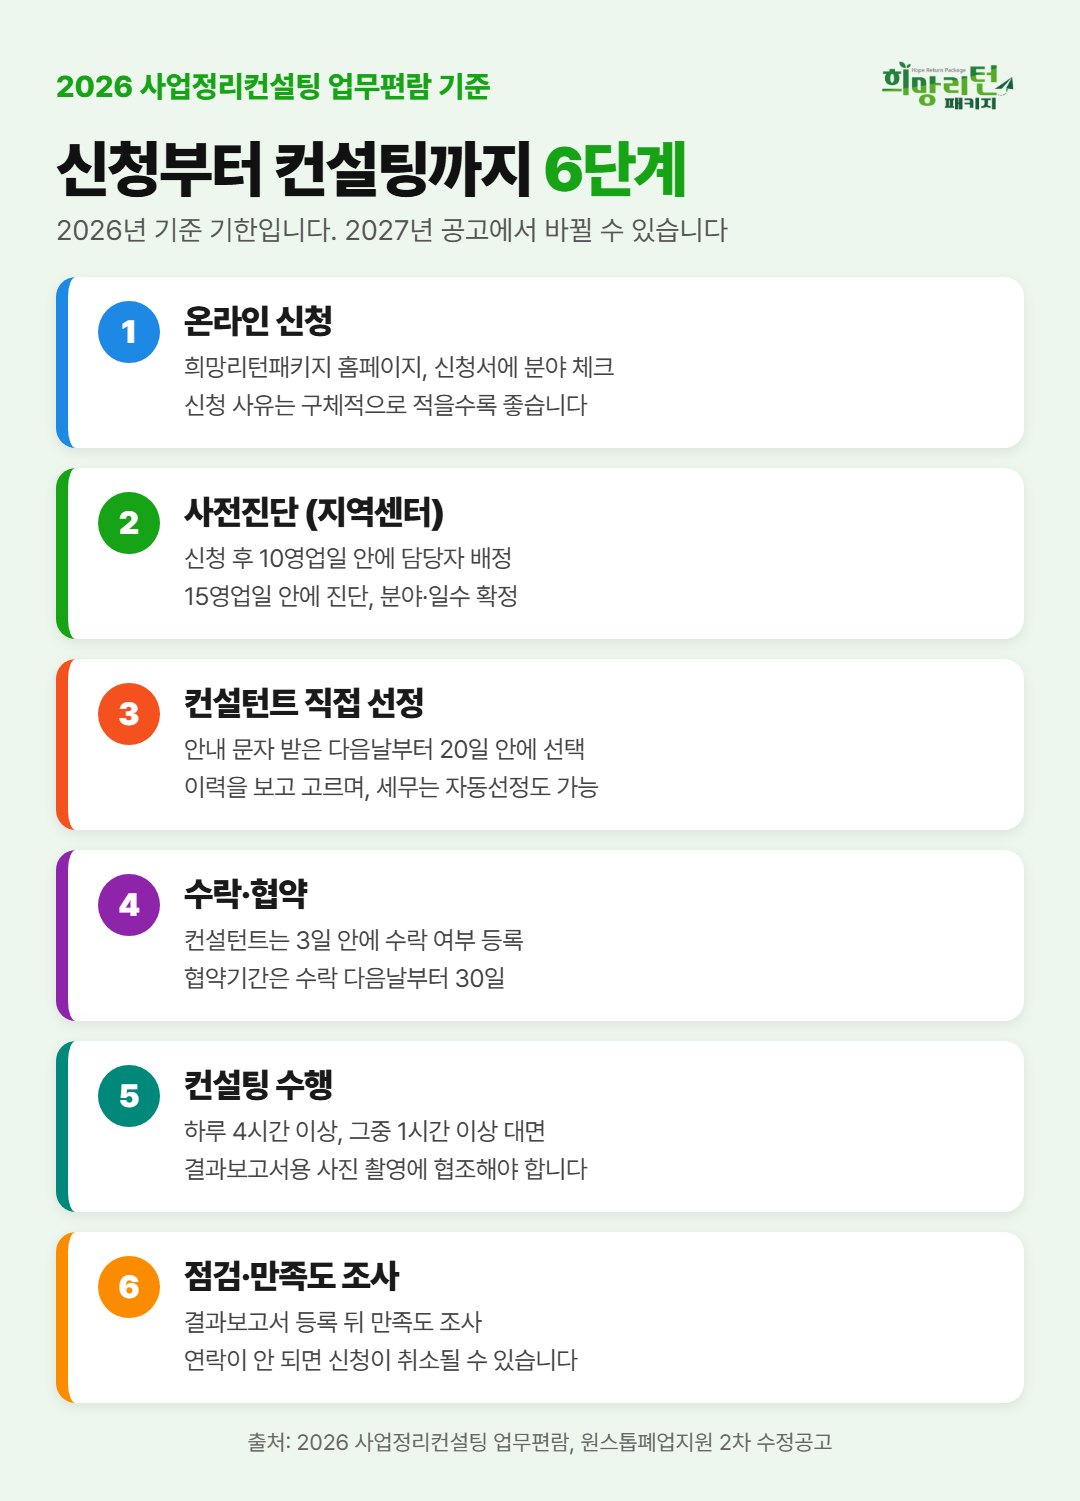 2026 사업정리컨설팅 업무편람 기준
Hope Return Package
희망리턴
패키지
신청부터 컨설팅까지 6단계
2026년 기준 기한입니다. 2027년 공고에서 바뀔 수 있습니다
1
온라인 신청
희망리턴패키지 홈페이지, 신청서에 분야 체크
신청 사유는 구체적으로 적을수록 좋습니다
2
사전진단 (지역센터)
신청 후 10영업일 안에 담당자 배정
15영업일 안에 진단, 분야·일수 확정
3
컨설턴트 직접 선정
안내 문자 받은 다음날부터 20일 안에 선택
이력을 보고 고르며, 세무는 자동선정도 가능
4
수락·협약
컨설턴트는 3일 안에 수락 여부 등록
협약기간은 수락 다음날부터 30일
5
컨설팅 수행
하루 4시간 이상, 그중 1시간 이상 대면
결과보고서용 사진 촬영에 협조해야 합니다
6
점검·만족도 조사
결과보고서 등록 뒤 만족도 조사
연락이 안 되면 신청이 취소될 수 있습니다
출처: 2026 사업정리컨설팅 업무편람, 원스톱폐업지원 2차 수정공고